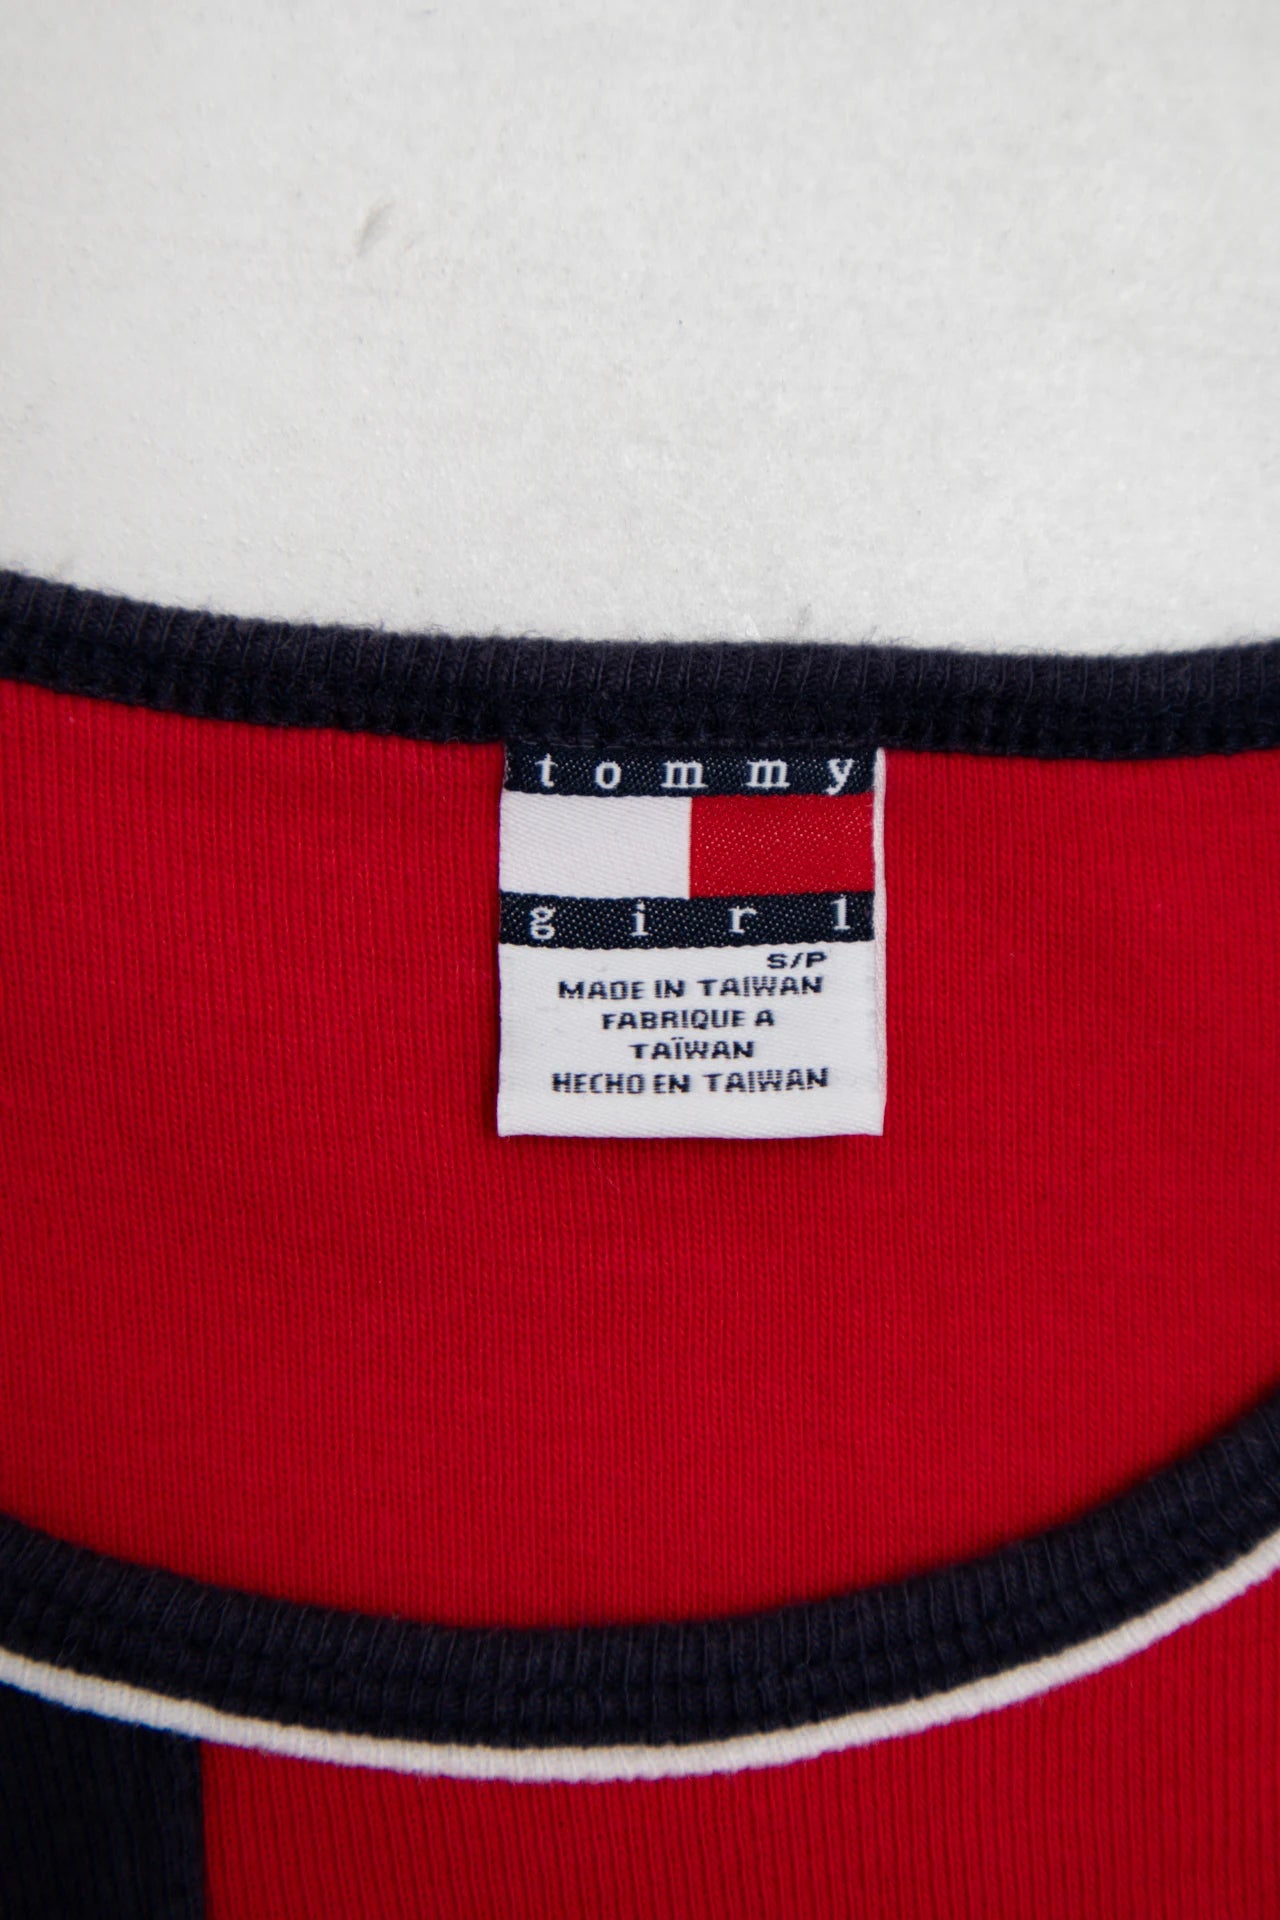 tommy
girl
S/P
MADE IN TAIWAN
FABRIQUE A
TAÏWAN
HECHO EN TAIWAN